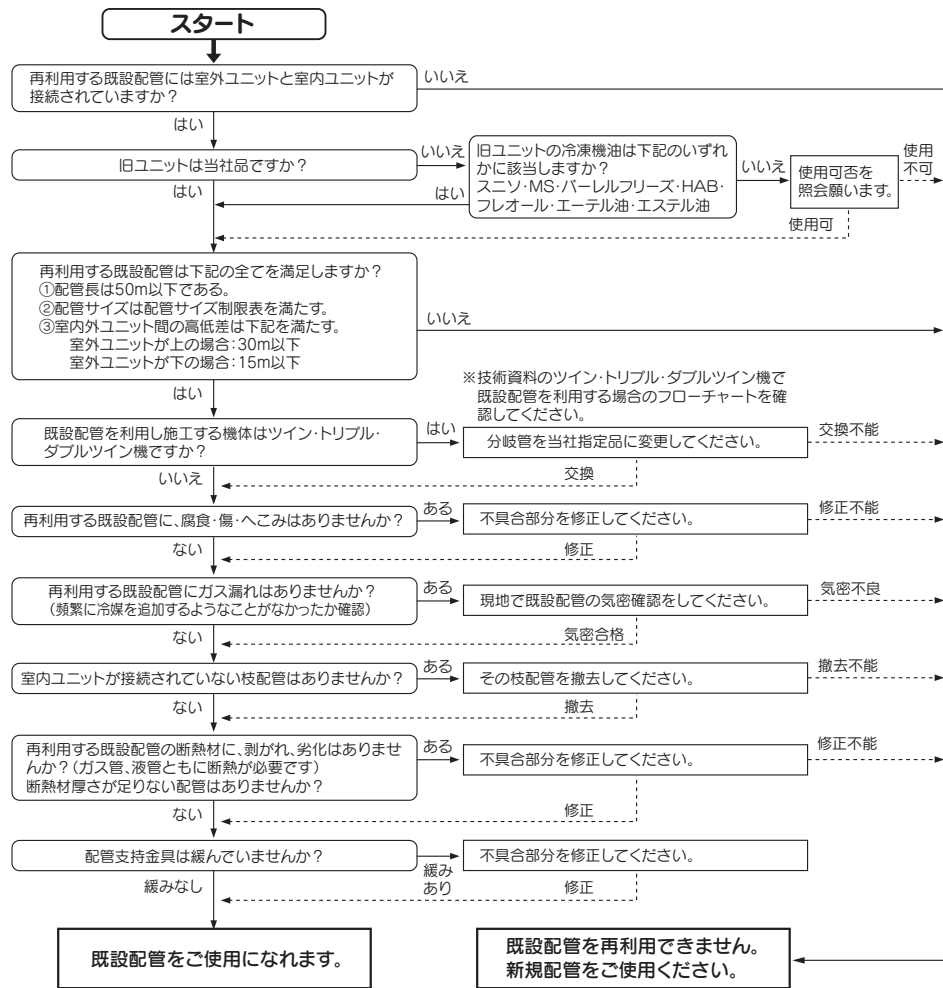 スタート
再利用する既設配管には室外ユニットと室内ユニットが
接続されていますか？
いいえ
はい
旧ユニットは当社品ですか？
いいえ
はい
旧ユニットの冷凍機油は下記のいずれ
かに該当しますか？
スニソ・MS・バーレルフリーズ・HAB・
フレオール・エーテル油・エステル油
はい
いいえ
使用可否を
照会願います。
使用
不可
使用可
再利用する既設配管は下記の全てを満足しますか？
①配管長は50m以下である。
②配管サイズは配管サイズ制限表を満たす。
③室内外ユニット間の高低差は下記を満たす。
室外ユニットが上の場合：30m以下
室外ユニットが下の場合：15m以下
いいえ
はい
※技術資料のツイン・トリプル・ダブルツイン機で
既設配管を利用する場合のフローチャートを確
認してください。
既設配管を利用し施工する機体はツイン・トリプル・
ダブルツイン機ですか？
はい
分岐管を当社指定品に変更してください。
交換不能
交換
いいえ
再利用する既設配管に、腐食・傷・へこみはありませんか？
ある
不具合部分を修正してください。
修正不能
修正
ない
再利用する既設配管にガス漏れはありませんか？
（頻繁に冷媒を追加するようなことがなかったか確認）
ある
現地で既設配管の気密確認をしてください。
気密不良
気密合格
ない
室内ユニットが接続されていない枝配管はありませんか？
ある
その枝配管を撤去してください。
撤去不能
撤去
ない
再利用する既設配管の断熱材に、剥がれ、劣化はありませ
んか？（ガス管、液管ともに断熱が必要です）
断熱材厚さが足りない配管はありませんか？
ある
不具合部分を修正してください。
修正不能
修正
ない
配管支持金具は緩んでいませんか？
緩み
あり
不具合部分を修正してください。
修正
緩みなし
既設配管をご使用になれます。
既設配管を再利用できません。
新規配管をご使用ください。